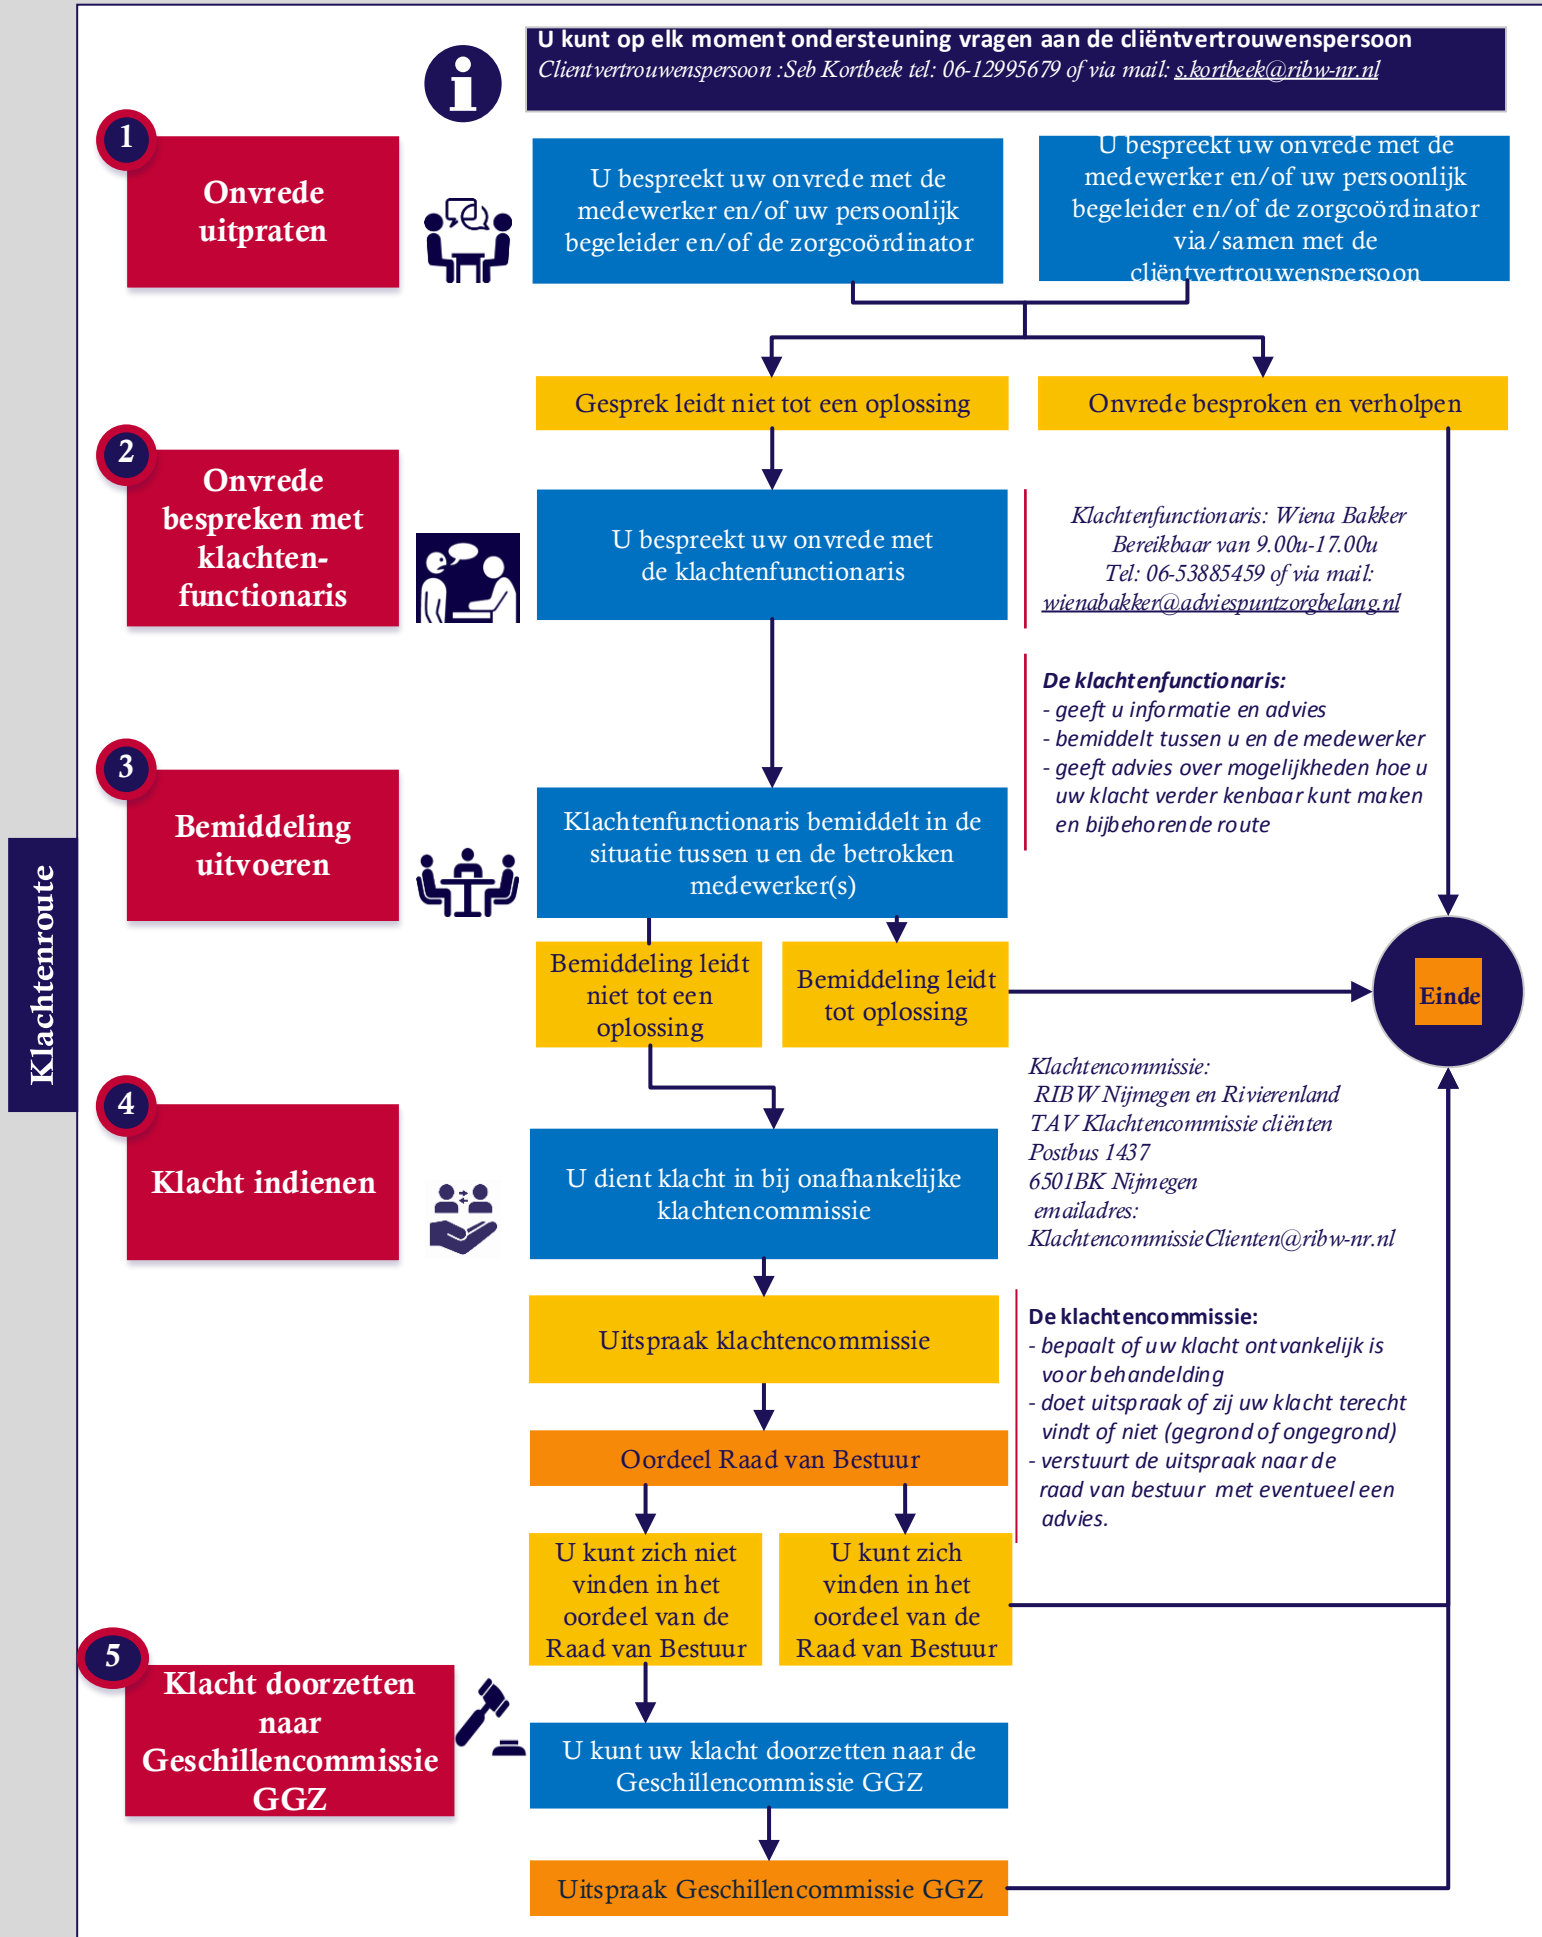 U kunt op elk moment ondersteuning vragen aan de cliëntvertrouwenspersoon
Clientvertrouwenspersoon :Seb Kortbeek tel: 06-12995679 of via mail: s.kortbeek@ribw-nr.nl
1
Onvrede
uitpraten
U bespreekt uw onvrede met de
medewerker en/of uw persoonlijk
begeleider en/of de zorgcoördinator
U bespreekt uw onvrede met de
medewerker en/of uw persoonlijk
begeleider en/of de zorgcoördinator
via/samen met de
cliëntvertrouwenspersoon
Gesprek leidt niet tot een oplossing
Onvrede besproken en verholpen
2
Onvrede
bespreken met
klachten-
functionaris
U bespreekt uw onvrede met
de klachtenfunctionaris
Klachtenfunctionaris: Wiena Bakker
Bereikbaar van 9.00u-17.00u
Tel: 06-53885459 of via mail:
wienabakker@adviespuntzorgbelang.nl
De klachtenfunctionaris:
- geeft u informatie en advies
- bemiddelt tussen u en de medewerker
- geeft advies over mogelijkheden hoe u
uw klacht verder kenbaar kunt maken
en bijbehorende route
3
Bemiddeling
uitvoeren
Klachtenfunctionaris bemiddelt in de
situatie tussen u en de betrokken
medewerker(s)
Klachtenroute
Bemiddeling leidt
niet tot een
oplossing
Bemiddeling leidt
tot oplossing
Einde
4
Klacht indienen
U dient klacht in bij onafhankelijke
klachtencommissie
Klachtencommissie:
RIBW Nijmegen en Rivierenland
TAV Klachtencommissie cliënten
Postbus 1437
6501BK Nijmegen
emailadres:
KlachtencommissieClienten@ribw-nr.nl
Uitspraak klachtencommissie
De klachtencommissie:
- bepaalt of uw klacht ontvankelijk is
voor behandelding
- doet uitspraak of zij uw klacht terecht
vindt of niet (gegrond of ongegrond)
- verstuurt de uitspraak naar de
raad van bestuur met eventueel een
advies.
Oordeel Raad van Bestuur
U kunt zich niet
vinden in het
oordeel van de
Raad van Bestuur
U kunt zich
vinden in het
oordeel van de
Raad van Bestuur
5
Klacht doorzetten
naar
Geschillencommissie
GGZ
U kunt uw klacht doorzetten naar de
Geschillencommissie GGZ
Uitspraak Geschillencommissie GGZ